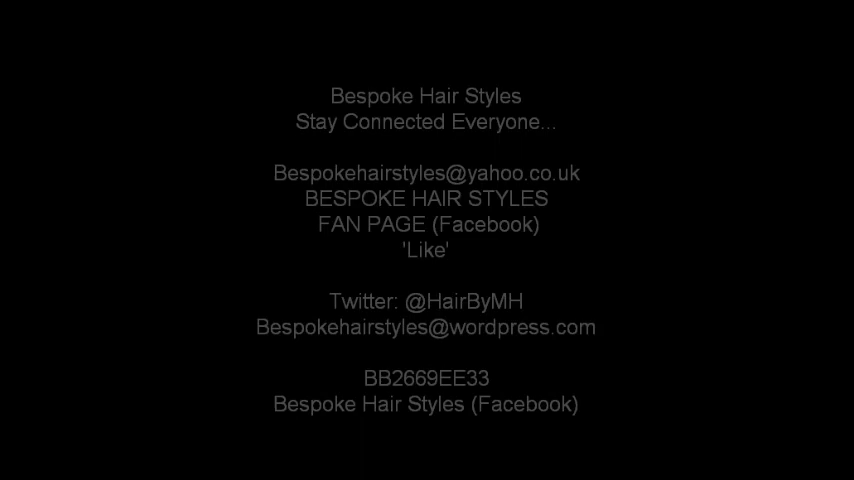 Bespoke Hair Styles
Stay Connected Everyone...
Bespokehairstyles@yahoo.co.uk
BESPOKE HAIR STYLES
FAN PAGE (Facebook)
'Like'
Twitter: @HairByMH
Bespokehairstyles@wordpress.com
BB2669EE33
Bespoke Hair Styles (Facebook)